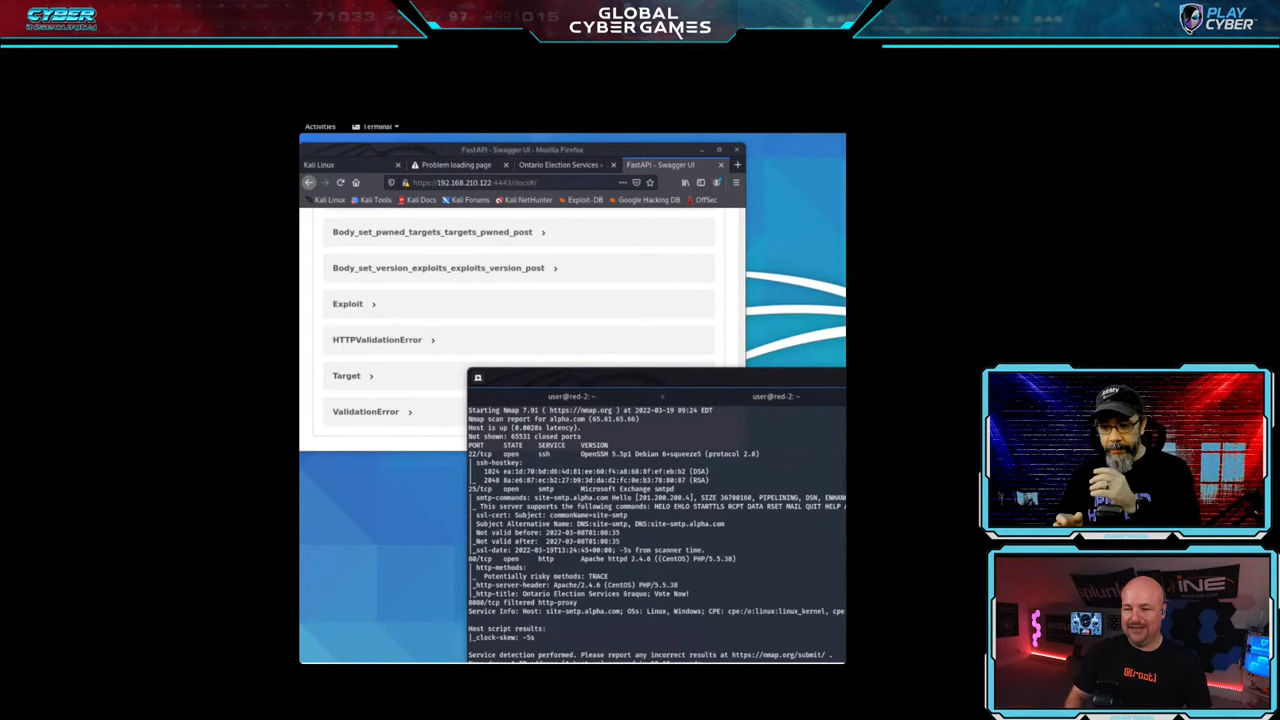 CYBER
INSECURITY
GLOBAL
CYBERGAMES
PLAY
CYBER
Activities
Terminal
FastAPI - Swagger UI - Mozilla Firefox
Kali Linux
Problem loading page
Ontario Election Services
FastAPI - Swagger UI
https://192.168.210.122:4443/docs#/
Kali Linux
Kali Tools
Kali Docs
Kali Forums
Kali NetHunter
Exploit-DB
Google Hacking DB
OffSec
Body_set_pwned_targets_targets_pwned_post
Body_set_version_exploits_exploits_version_post
Exploit
HTTPValidationError
Target
ValidationError
user@red-2: ~
user@red-2: ~
Starting Nmap 7.91 ( https://nmap.org ) at 2022-03-19 09:24 EDT
Nmap scan report for alpha.com (65.61.65.66)
Host is up (0.0028s latency).
Not shown: 65531 closed ports
PORT STATE SERVICE VERSION
22/tcp open ssh OpenSSH 5.5p1 Debian 6+squeeze5 (protocol 2.0)
| ssh-hostkey:
25/tcp open smtp Microsoft Exchange smtpd
| smtp-commands: site-smtp.alpha.com Hello [201.200.200.4], SIZE 36700160, PIPELINING, DSN, ENHAN
|_ This server supports the following commands: HELO EHLO STARTTLS RCPT DATA RSET MAIL QUIT HELP
| ssl-cert: Subject: commonName=site-smtp
| Subject Alternative Name: DNS:site-smtp, DNS:site-smtp.alpha.com
| Not valid before: 2022-03-08T01:08:35
|_Not valid after: 2027-03-08T01:08:35
|_ssl-date: 2022-03-19T13:24:45+00:00; -5s from scanner time.
80/tcp open http Apache httpd 2.4.6 ((CentOS) PHP/5.5.38)
| http-methods:
|_ Potentially risky methods: TRACE
|_http-server-header: Apache/2.4.6 (CentOS) PHP/5.5.38
|_http-title: Ontario Election Services &raquo; Vote Now!
8080/tcp filtered http-proxy
Service Info: Host: site-smtp.alpha.com; OSs: Linux, Windows; CPE: cpe:/o:linux:linux_kernel, cpe
Host script results:
|_clock-skew: -5s
Service detection performed. Please report any incorrect results at https://nmap.org/submit/ .
INE
@[root]